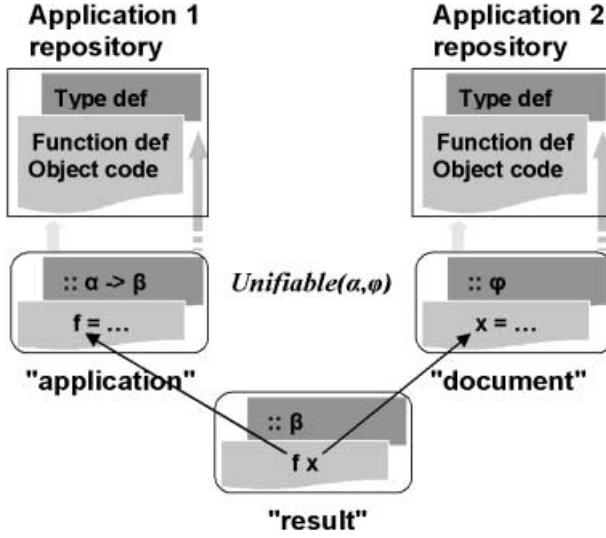 Application 1
repository
Type def
Function def
Object code
Application 2
repository
Type def
Function def
Object code
:: α -> β
f = ...
"application"
Unifiable(α,φ)
:: φ
x = ...
"document"
:: β
f x
"result"